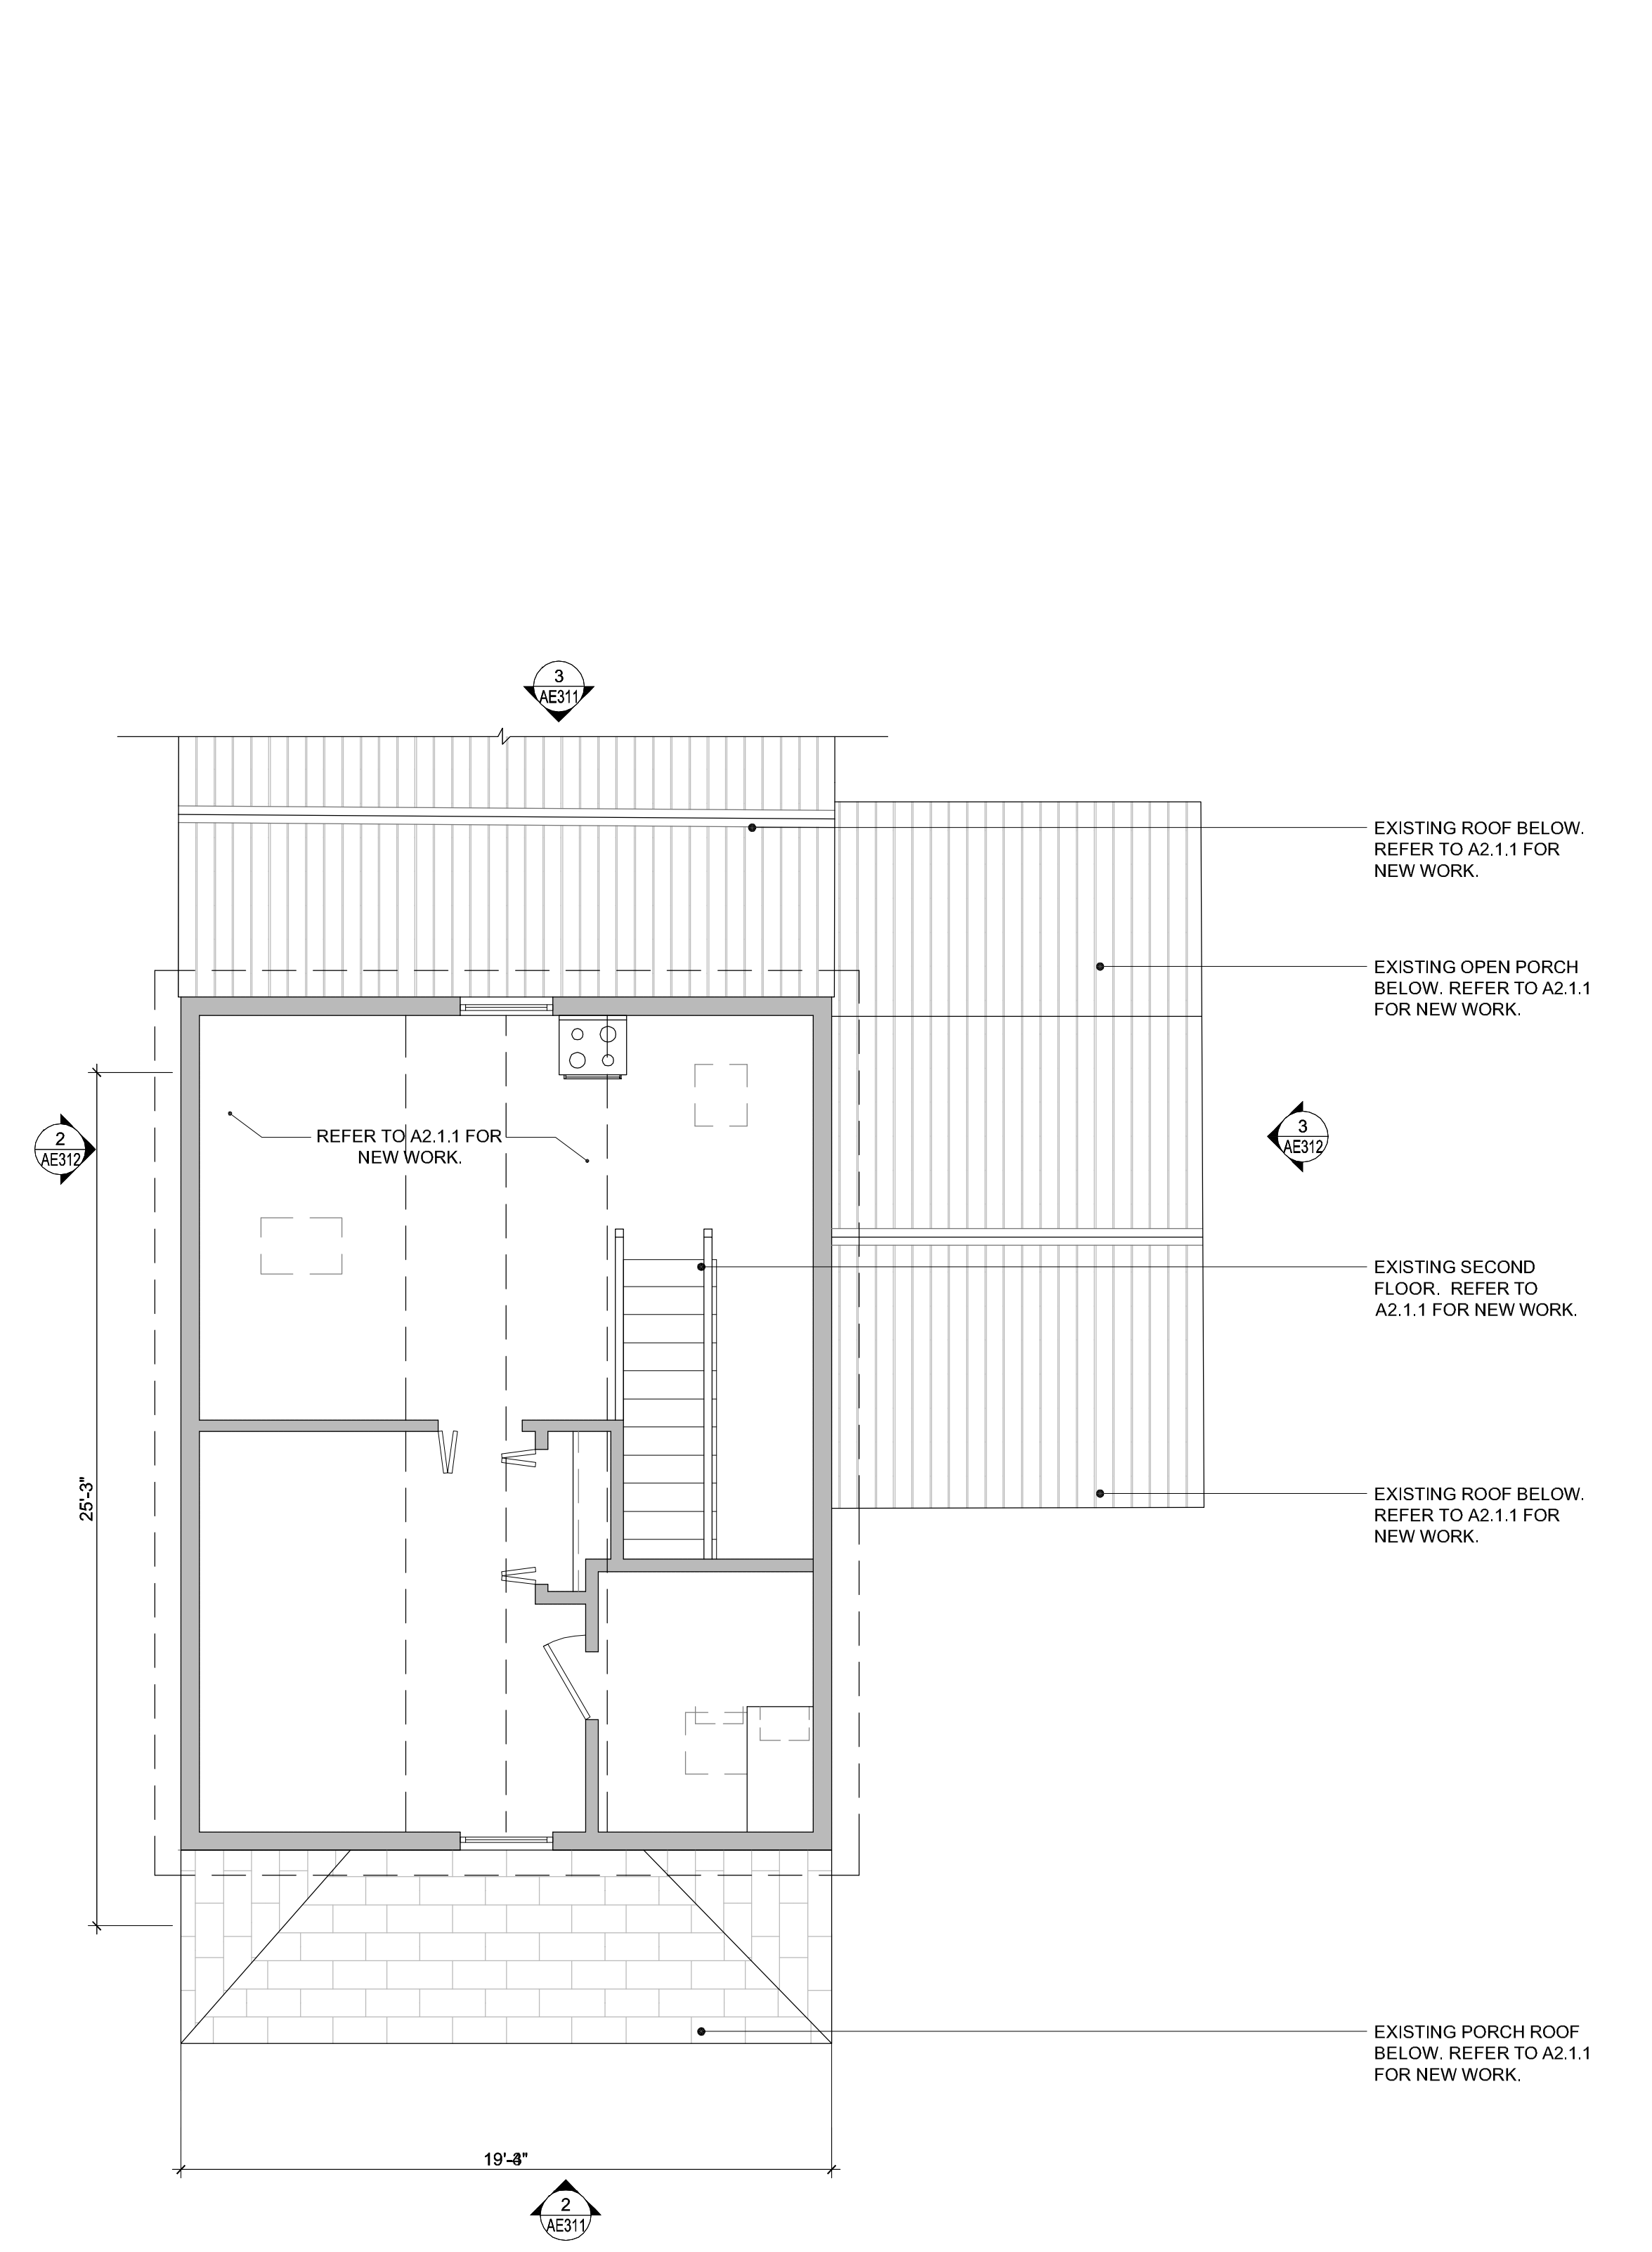 3
AE311
EXISTING ROOF BELOW.
REFER TO A2.1.1 FOR
NEW WORK.
EXISTING OPEN PORCH
BELOW. REFER TO A2.1.1
FOR NEW WORK.
REFER TO A2.1.1 FOR
NEW WORK.
2
AE312
3
AE312
EXISTING SECOND
FLOOR. REFER TO
A2.1.1 FOR NEW WORK.
25'-3"
EXISTING ROOF BELOW.
REFER TO A2.1.1 FOR
NEW WORK.
EXISTING PORCH ROOF
BELOW. REFER TO A2.1.1
FOR NEW WORK.
2
AE311